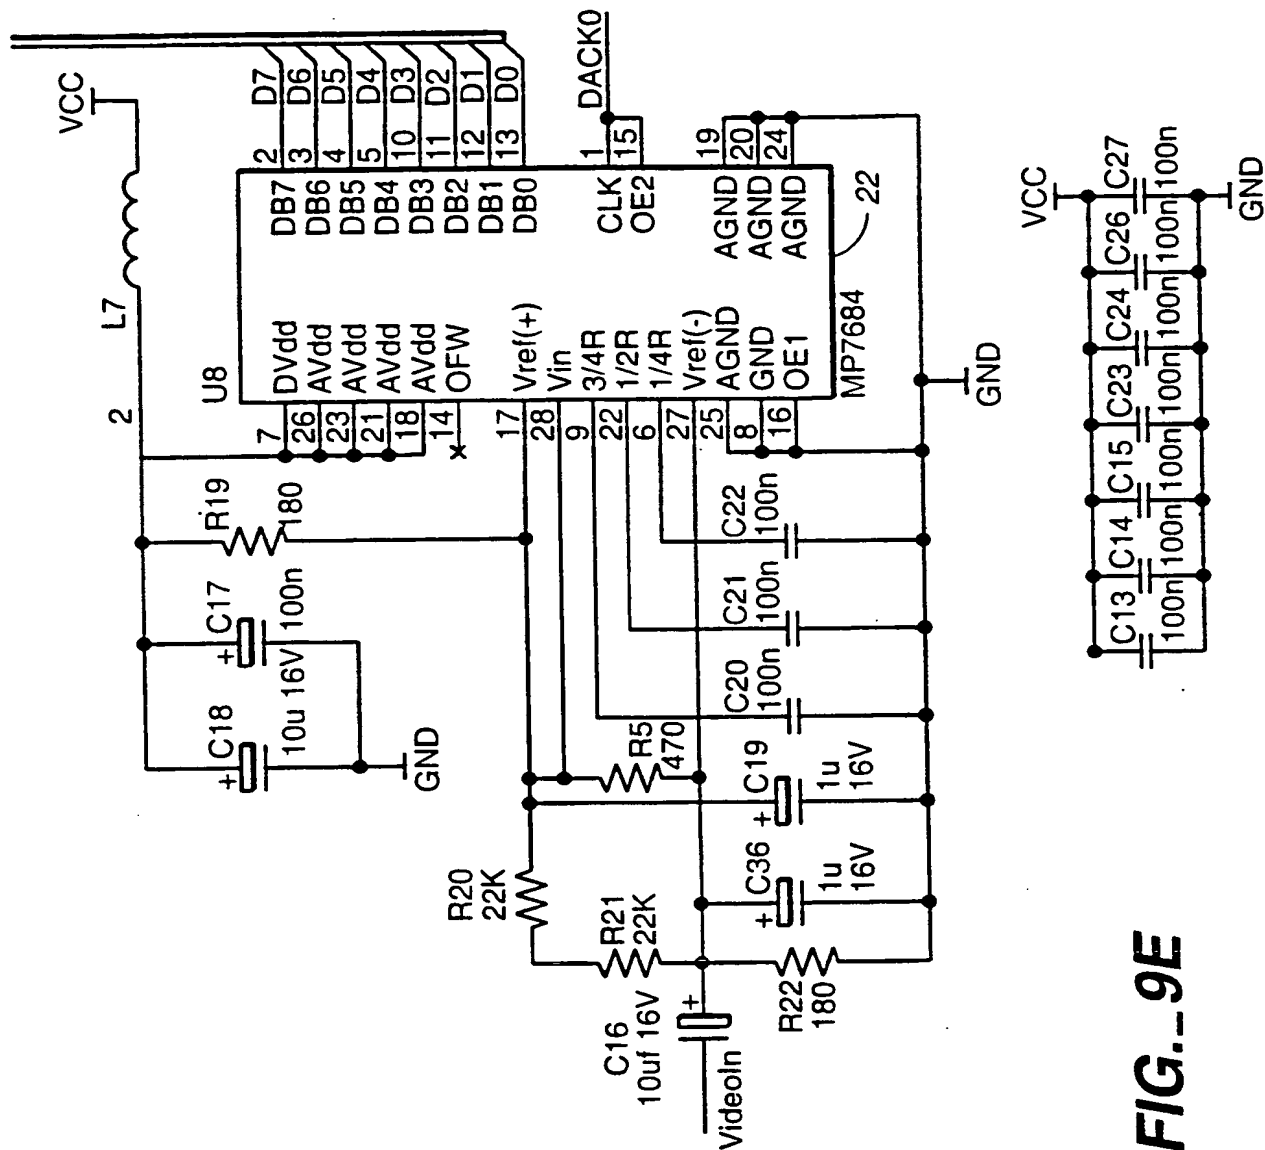 VCC
L7
2
D7
D6
D5
D4
D3
D2
D1
D0
2
3
4
5
10
11
12
13
DACK0
1
15
19
20
24
U8
DB7
DB6
DB5
DB4
DB3
DB2
DB1
DB0
CLK
OE2
AGND
AGND
AGND
DVdd
AVdd
AVdd
AVdd
AVdd
OFW
Vref(+)
Vin
3/4R
1/2R
1/4R
Vref(-)
AGND
GND
OE1
MP7684
22
7
26
23
21
18
14
17
28
9
22
6
27
25
8
16
GND
R19
180
C17
100n
C18
10u 16V
GND
C22
100n
C21
100n
C20
100n
R5
470
C19
1u
16V
C36
1u
16V
R20
22K
R21
22K
R22
180
C16
10uf 16V
VideoIn
VCC
C13
100n
C14
100n
C15
100n
C23
100n
C24
100n
C26
100n
C27
100n
GND
FIG._9E